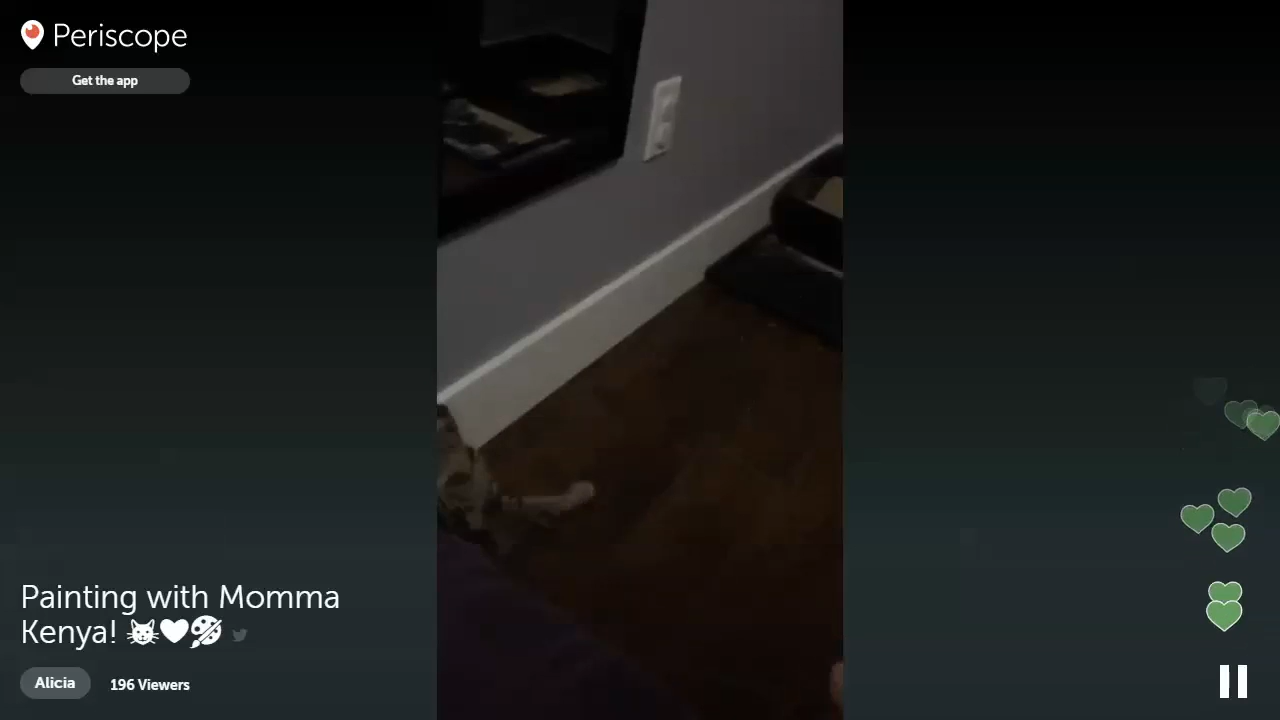 Periscope
Get the app
Painting with Momma
Kenya! 😺❤🎨
Alicia
196 Viewers